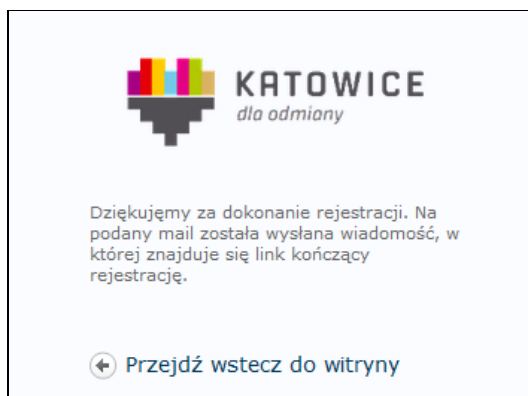 KATOWICE
dla odmiany
Dziękujemy za dokonanie rejestracji. Na
podany mail została wysłana wiadomość, w
której znajduje się link kończący
rejestrację.
Przejdź wstecz do witryny